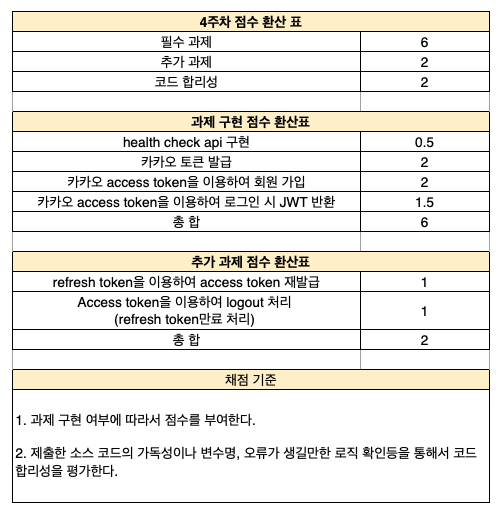 4주차 점수 환산 표
필수 과제 6
추가 과제 2
코드 합리성 2
과제 구현 점수 환산표
health check api 구현 0.5
카카오 토큰 발급 2
카카오 access token을 이용하여 회원 가입 2
카카오 access token을 이용하여 로그인 시 JWT 반환 1.5
총 합 6
추가 과제 점수 환산표
refresh token을 이용하여 access token 재발급 1
Access token을 이용하여 logout 처리
(refresh token만료 처리) 1
총 합 2
채점 기준
1. 과제 구현 여부에 따라서 점수를 부여한다.
2. 제출한 소스 코드의 가독성이나 변수명, 오류가 생길만한 로직 확인등을 통해서 코드
합리성을 평가한다.